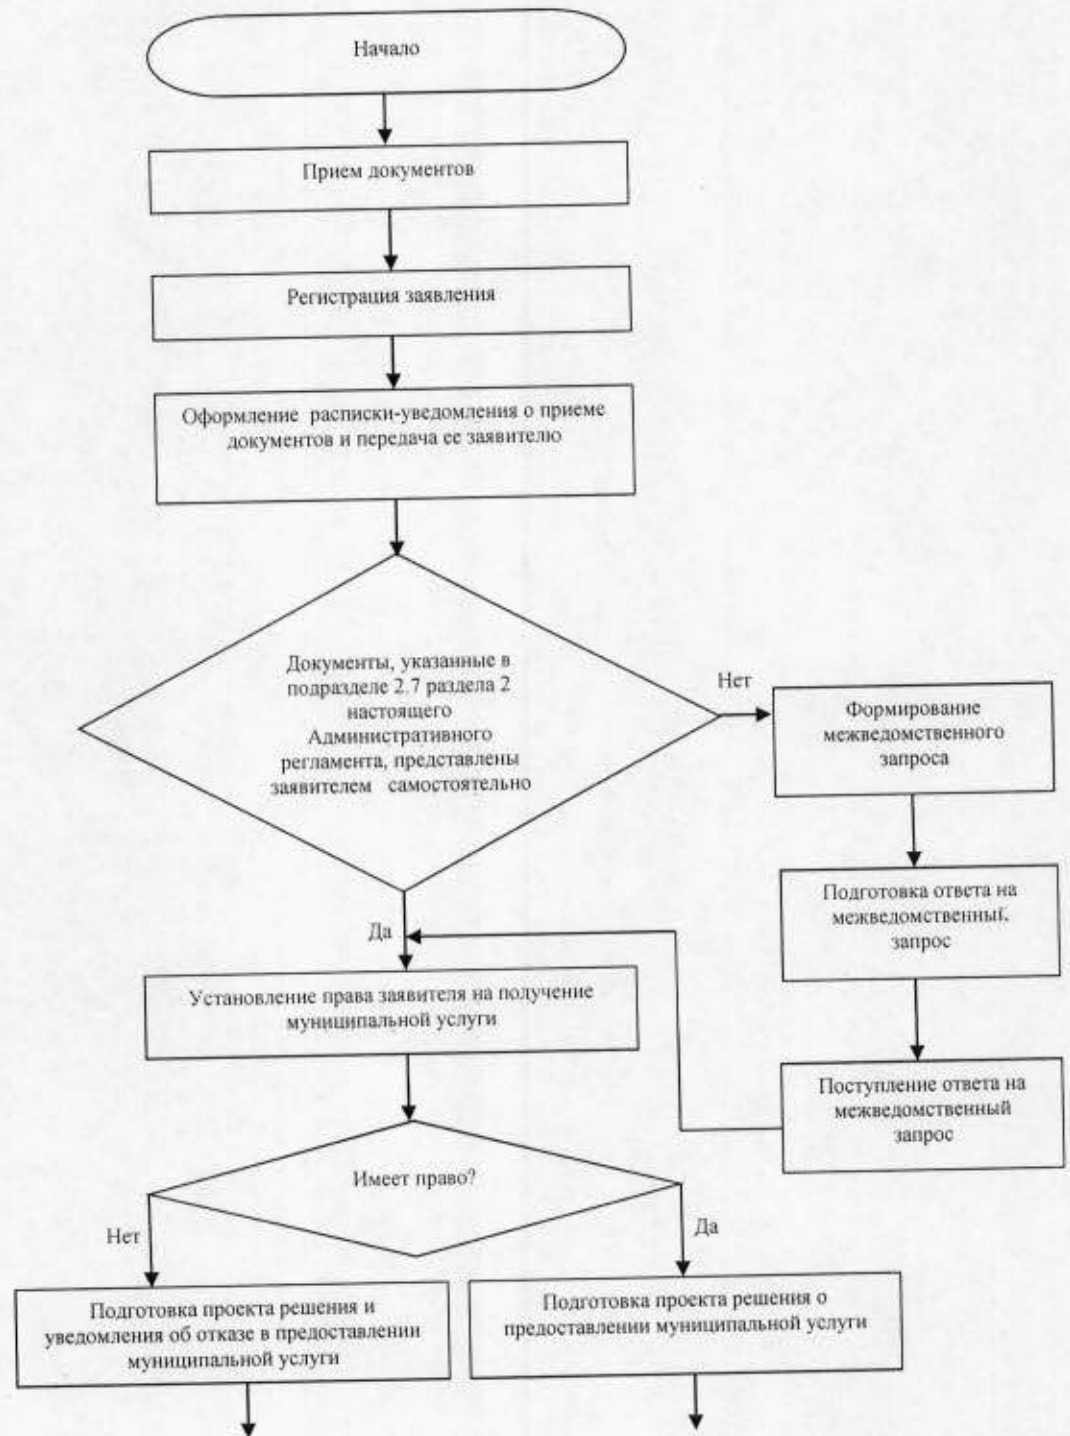 Начало
Прием документов
Регистрация заявления
Оформление расписки-уведомления о приеме
документов и передача ее заявителю
Документы, указанные в
подразделе 2.7 раздела 2
настоящего
Административного
регламента, представлены
заявителем самостоятельно
Нет
Формирование
межведомственного
запроса
Подготовка ответа на
межведомственный
запрос
Поступление ответа на
межведомственный
запрос
Да
Установление права заявителя на получение
муниципальной услуги
Имеет право?
Нет
Да
Подготовка проекта решения и
уведомления об отказе в предоставлении
муниципальной услуги
Подготовка проекта решения о
предоставлении муниципальной услуги